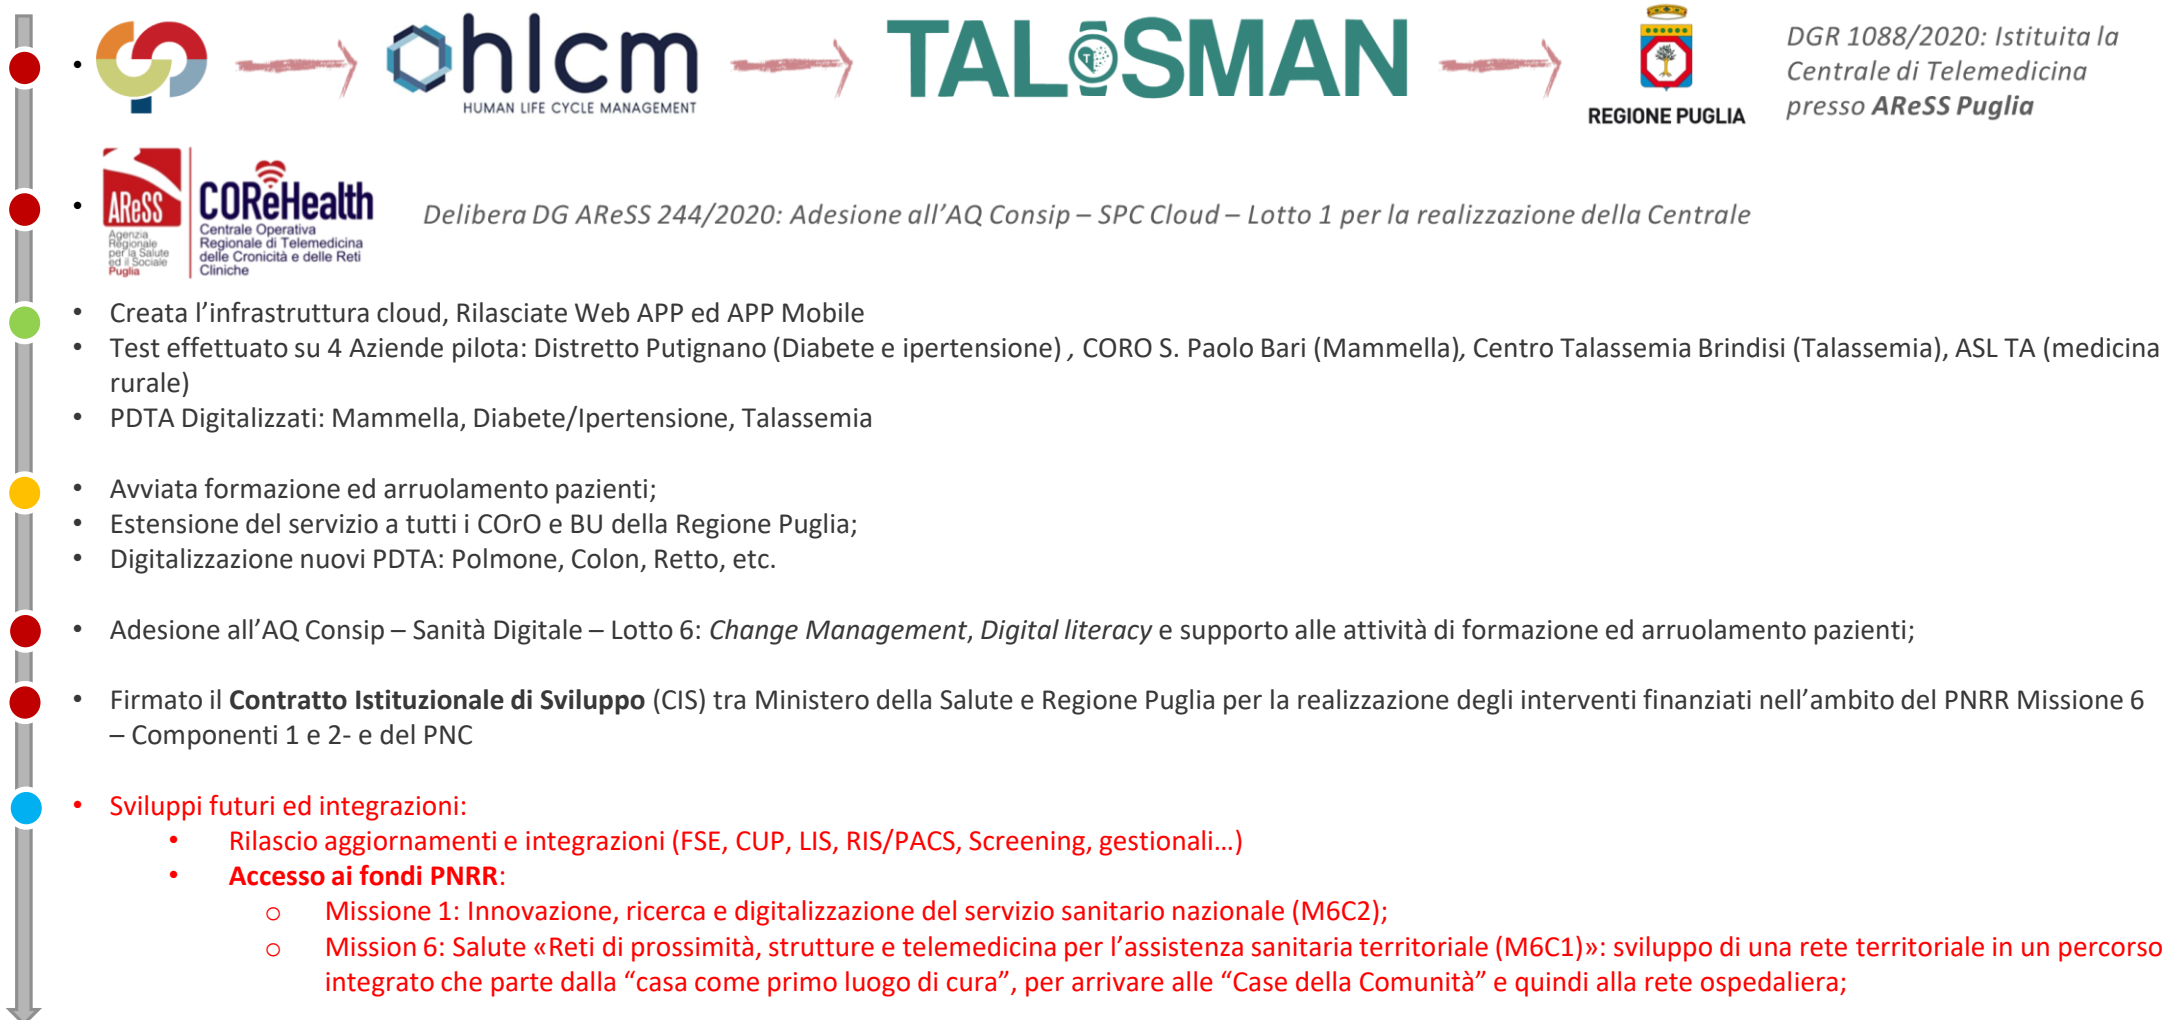 hlcm
HUMAN LIFE CYCLE MANAGEMENT
TALISMAN
REGIONE PUGLIA
DGR 1088/2020: Istituita la
Centrale di Telemedicina
presso AReSS Puglia
AReSS
Agenzia
Regionale
per la Salute
ed il Sociale
Puglia
COReHealth
Centrale Operativa
Regionale di Telemedicina
delle Cronicità e delle Reti
Cliniche
Delibera DG AReSS 244/2020: Adesione all'AQ Consip – SPC Cloud – Lotto 1 per la realizzazione della Centrale
• Creata l'infrastruttura cloud, Rilasciate Web APP ed APP Mobile
• Test effettuato su 4 Aziende pilota: Distretto Putignano (Diabete e ipertensione) , CORO S. Paolo Bari (Mammella), Centro Talassemia Brindisi (Talassemia), ASL TA (medicina
rurale)
• PDTA Digitalizzati: Mammella, Diabete/Ipertensione, Talassemia
• Avviata formazione ed arruolamento pazienti;
• Estensione del servizio a tutti i COrO e BU della Regione Puglia;
• Digitalizzazione nuovi PDTA: Polmone, Colon, Retto, etc.
• Adesione all'AQ Consip – Sanità Digitale – Lotto 6: Change Management, Digital literacy e supporto alle attività di formazione ed arruolamento pazienti;
• Firmato il Contratto Istituzionale di Sviluppo (CIS) tra Ministero della Salute e Regione Puglia per la realizzazione degli interventi finanziati nell'ambito del PNRR Missione 6
– Componenti 1 e 2- e del PNC
• Sviluppi futuri ed integrazioni:
• Rilascio aggiornamenti e integrazioni (FSE, CUP, LIS, RIS/PACS, Screening, gestionali…)
• Accesso ai fondi PNRR:
o Missione 1: Innovazione, ricerca e digitalizzazione del servizio sanitario nazionale (M6C2);
o Mission 6: Salute «Reti di prossimità, strutture e telemedicina per l'assistenza sanitaria territoriale (M6C1)»: sviluppo di una rete territoriale in un percorso
integrato che parte dalla "casa come primo luogo di cura", per arrivare alle "Case della Comunità" e quindi alla rete ospedaliera;